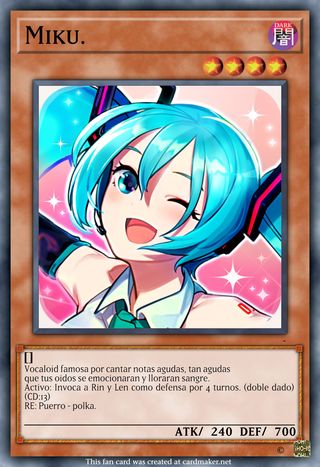 MIKU.
DARK
闇
[]
Vocaloid famosa por cantar notas agudas, tan agudas
que tus oidos se emocionaran y lloraran sangre.
Activo: Invoca a Rin y Len como defensa por 4 turnos. (doble dado)
(CD:13)
RE: Puerro - polka.
ATK/ 240 DEF/ 700
This fan card was created at cardmaker.net